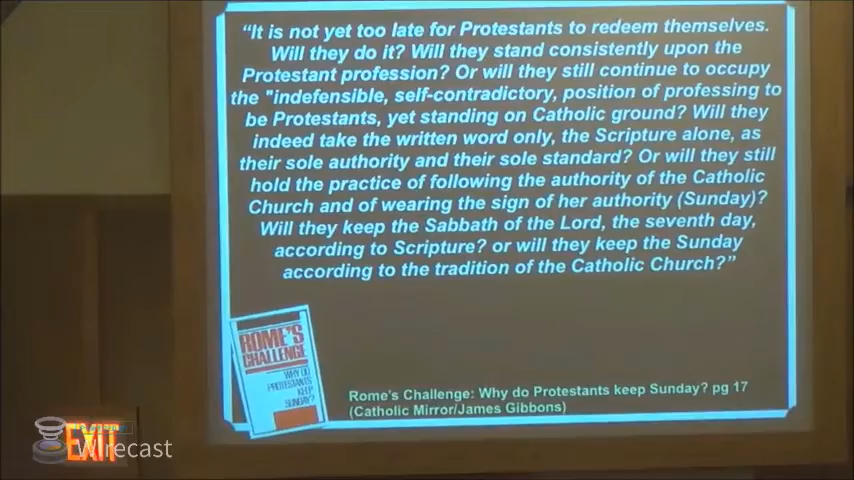 “It is not yet too late for Protestants to redeem themselves.
Will they do it? Will they stand consistently upon the
Protestant profession? Or will they still continue to occupy
the "indefensible, self-contradictory, position of professing to
be Protestants, yet standing on Catholic ground? Will they
indeed take the written word only, the Scripture alone, as
their sole authority and their sole standard? Or will they still
hold the practice of following the authority of the Catholic
Church and of wearing the sign of her authority (Sunday)?
Will they keep the Sabbath of the Lord, the seventh day,
according to Scripture? or will they keep the Sunday
according to the tradition of the Catholic Church?”
ROME'S
CHALLENGE
WHY DO
PROTESTANTS
KEEP
SUNDAY?
Rome's Challenge: Why do Protestants keep Sunday? pg 17
(Catholic Mirror/James Gibbons)
EXIT
Wirecast